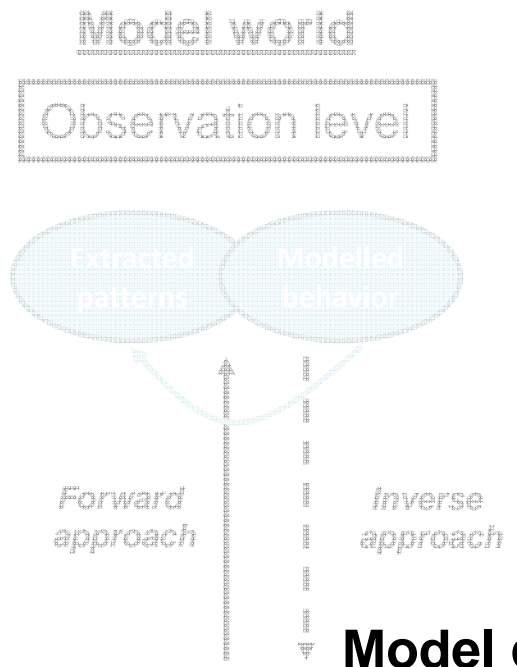 Model world
Observation level
Extracted patterns
Modelled behavior
Forward approach
Inverse approach
Model